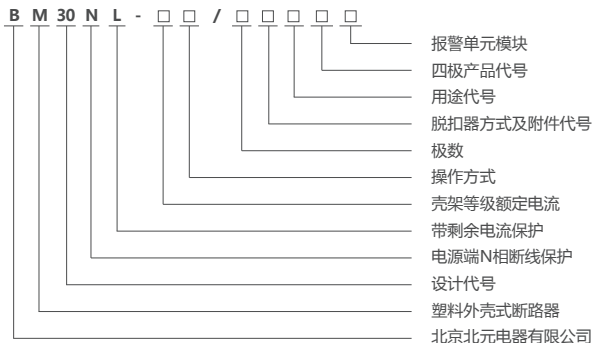 B M 30 N L - □ □ / □ □ □ □ □
报警单元模块
四极产品代号
用途代号
脱扣器方式及附件代号
极数
操作方式
壳架等级额定电流
带剩余电流保护
电源端N相断线保护
设计代号
塑料外壳式断路器
北京北元电器有限公司